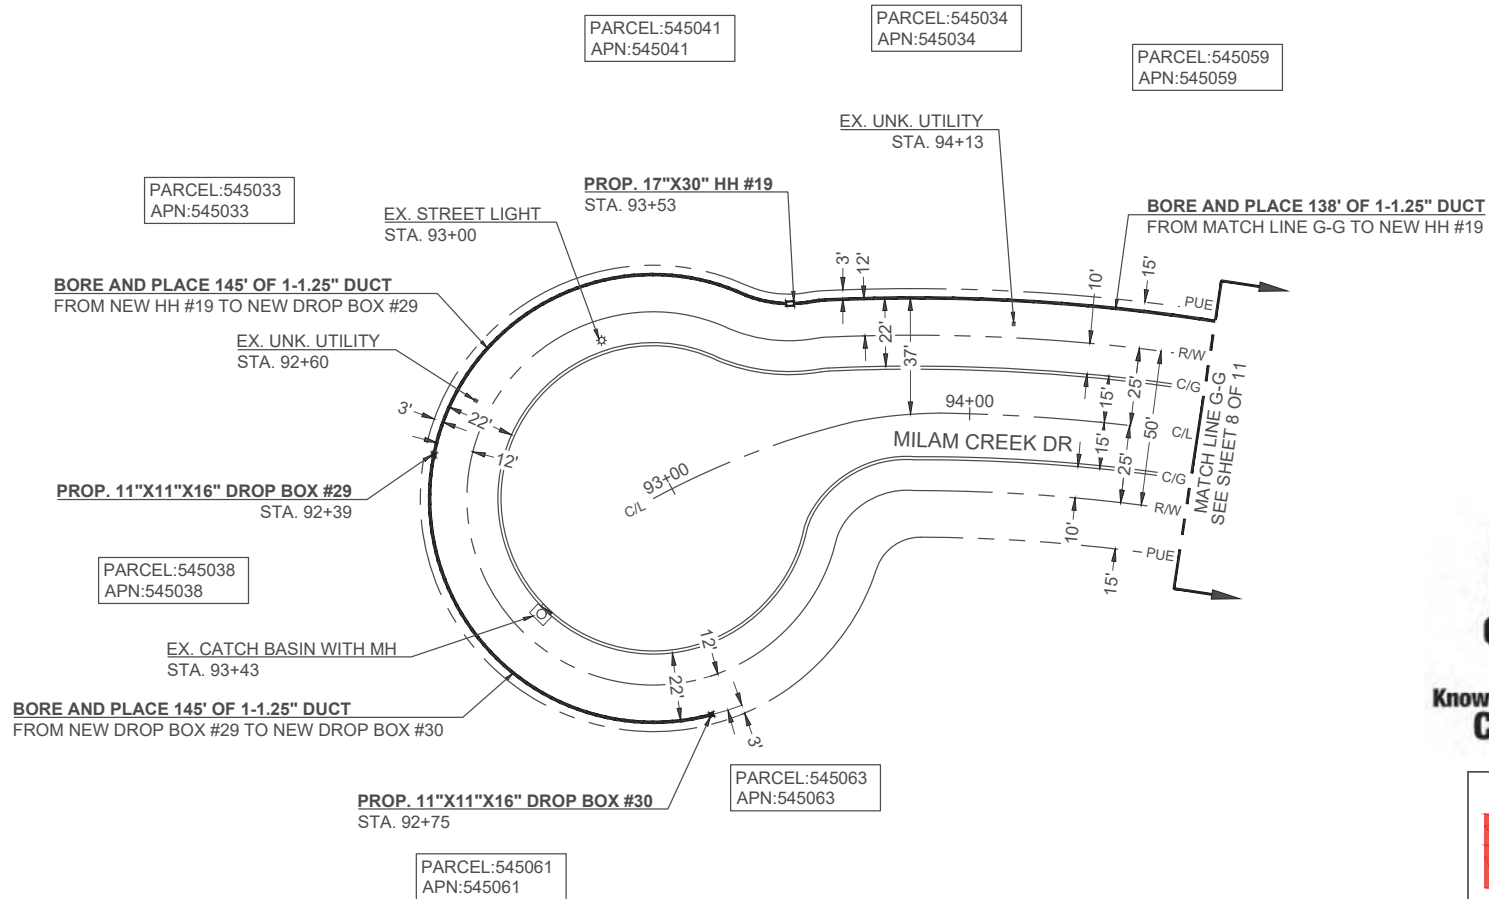 PARCEL:545041
APN:545041
PARCEL:545034
APN:545034
PARCEL:545059
APN:545059
EX. UNK. UTILITY
STA. 94+13
PARCEL:545033
APN:545033
PROP. 17"X30" HH #19
STA. 93+53
EX. STREET LIGHT
STA. 93+00
BORE AND PLACE 138' OF 1-1.25" DUCT
FROM MATCH LINE G-G TO NEW HH #19
BORE AND PLACE 145' OF 1-1.25" DUCT
FROM NEW HH #19 TO NEW DROP BOX #29
EX. UNK. UTILITY
STA. 92+60
3'
12'
10'
15'
PUE
22'
37'
R/W
C/G
25'
15'
50'
C/L
94+00
MILAM CREEK DR
15'
25'
C/G
R/W
10'
PUE
15'
MATCH LINE G-G
SEE SHEET 8 OF 11
3'
22'
12'
93+00
C/L
PROP. 11"X11"X16" DROP BOX #29
STA. 92+39
PARCEL:545038
APN:545038
EX. CATCH BASIN WITH MH
STA. 93+43
12'
22'
3'
BORE AND PLACE 145' OF 1-1.25" DUCT
FROM NEW DROP BOX #29 TO NEW DROP BOX #30
PROP. 11"X11"X16" DROP BOX #30
STA. 92+75
PARCEL:545063
APN:545063
PARCEL:545061
APN:545061
Know
C